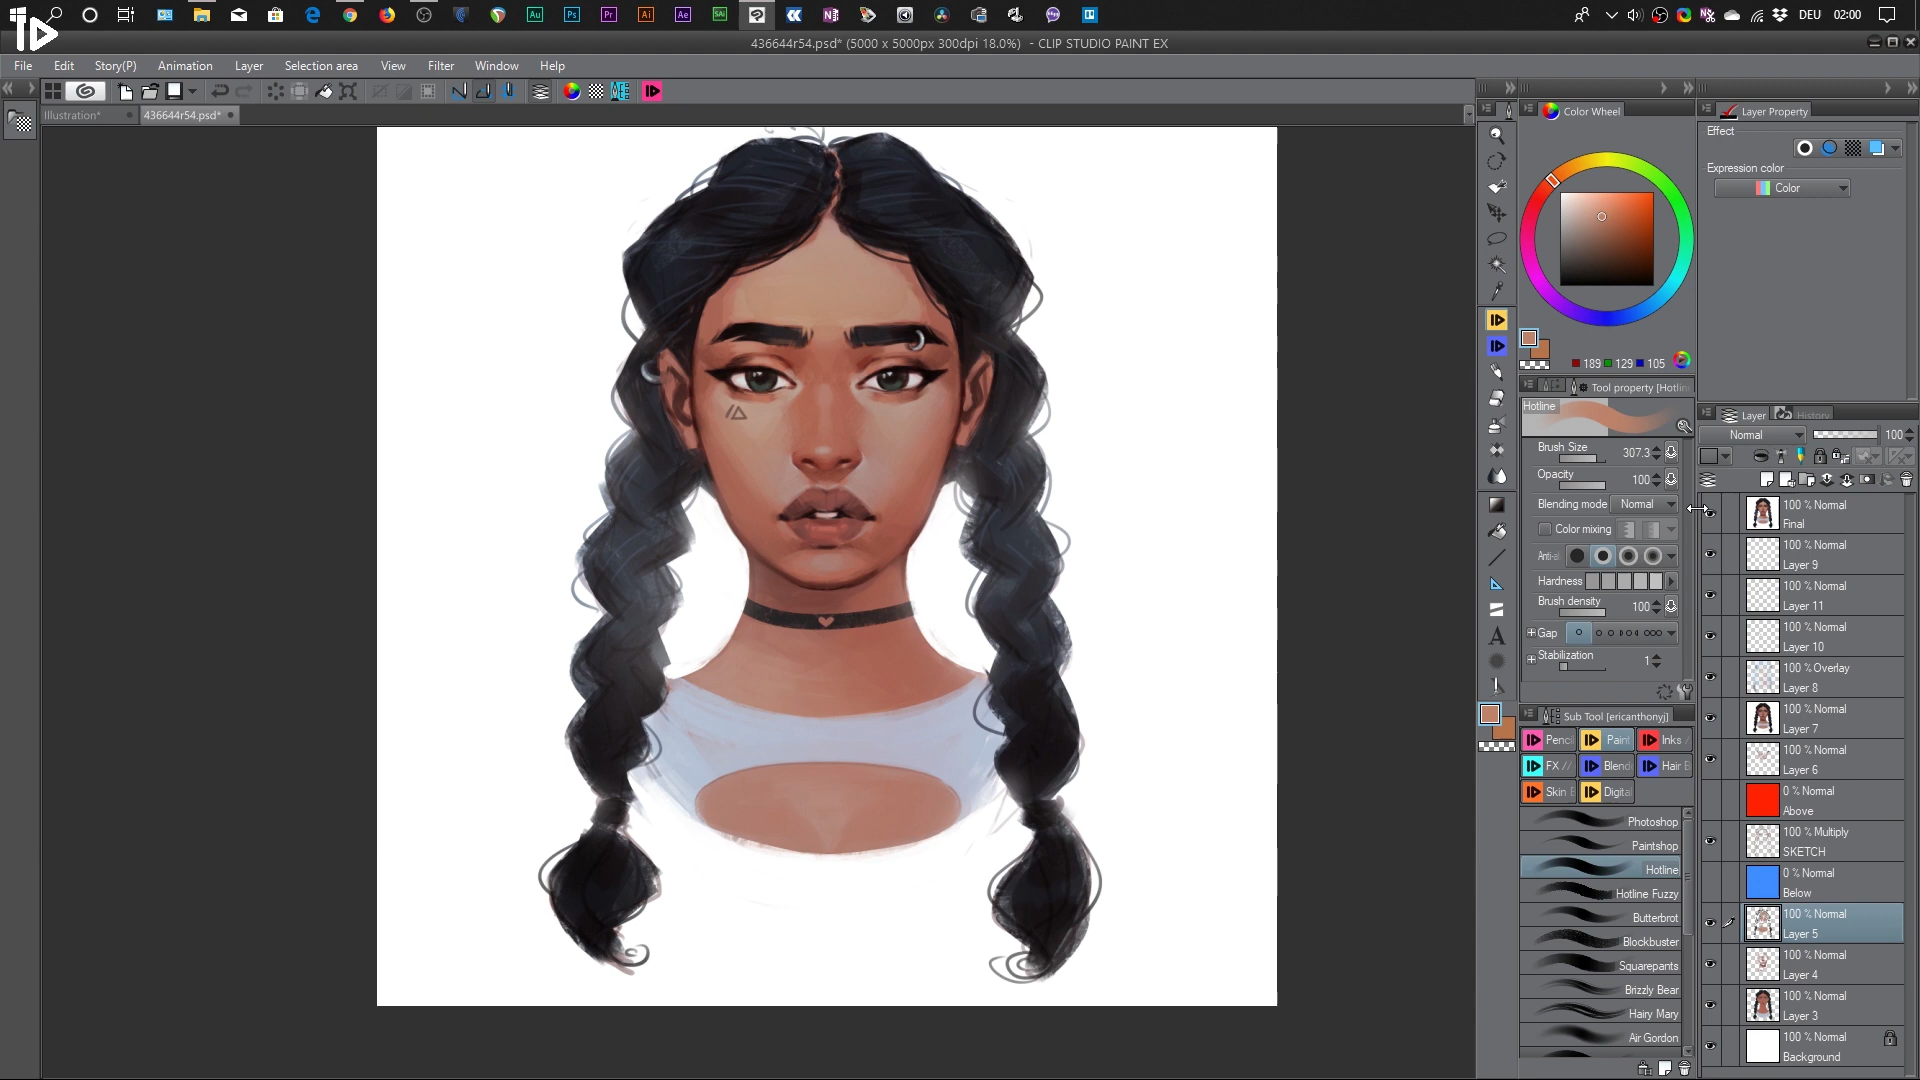 DEU 02:00
436644r54.psd* (5000 x 5000px 300dpi 18.0%) - CLIP STUDIO PAINT EX
File Edit Story(P) Animation Layer Selection area View Filter Window Help
Illustration* 436644r54.psd*
Color Wheel
189 129 105
Tool property [Hotlin
Hotline
Brush Size 307.3
Opacity 100
Blending mode Normal
Color mixing
Anti-al
Hardness
Brush density 100
Gap
Stabilization 1
Sub Tool [ericanthonyj]
Pencil Paint Inks /
FX // Blend Hair B
Skin B Digital
Photoshop
Paintshop
Hotline
Hotline Fuzzy
Butterbrot
Blockbuster
Squarepants
Brizzly Bear
Hairy Mary
Air Gordon
Layer Property
Effect
Expression color
Color
Layer History
Normal 100
100 % Normal
Final
100 % Normal
Layer 9
100 % Normal
Layer 11
100 % Normal
Layer 10
100 % Overlay
Layer 8
100 % Normal
Layer 7
100 % Normal
Layer 6
0 % Normal
Above
100 % Multiply
SKETCH
0 % Normal
Below
100 % Normal
Layer 5
100 % Normal
Layer 4
100 % Normal
Layer 3
100 % Normal
Background